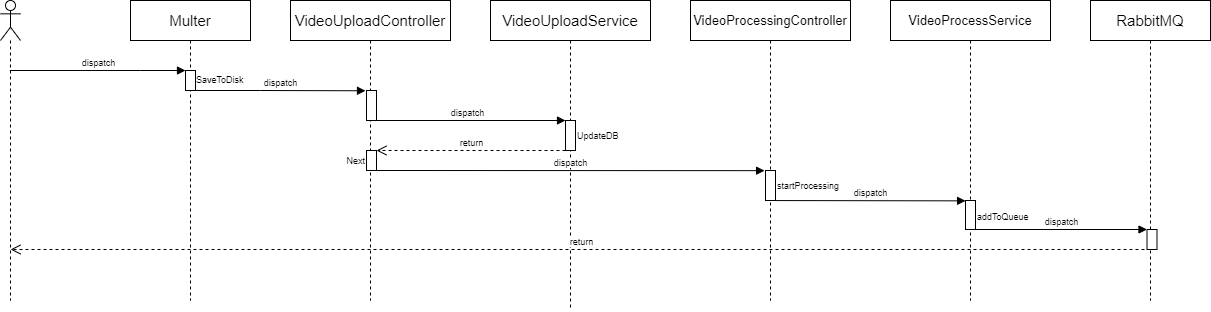 Multer
VideoUploadController
VideoUploadService
VideoProcessingController
VideoProcessService
RabbitMQ
dispatch
SaveToDisk
dispatch
dispatch
UpdateDB
return
Next
dispatch
startProcessing
dispatch
addToQueue
dispatch
return